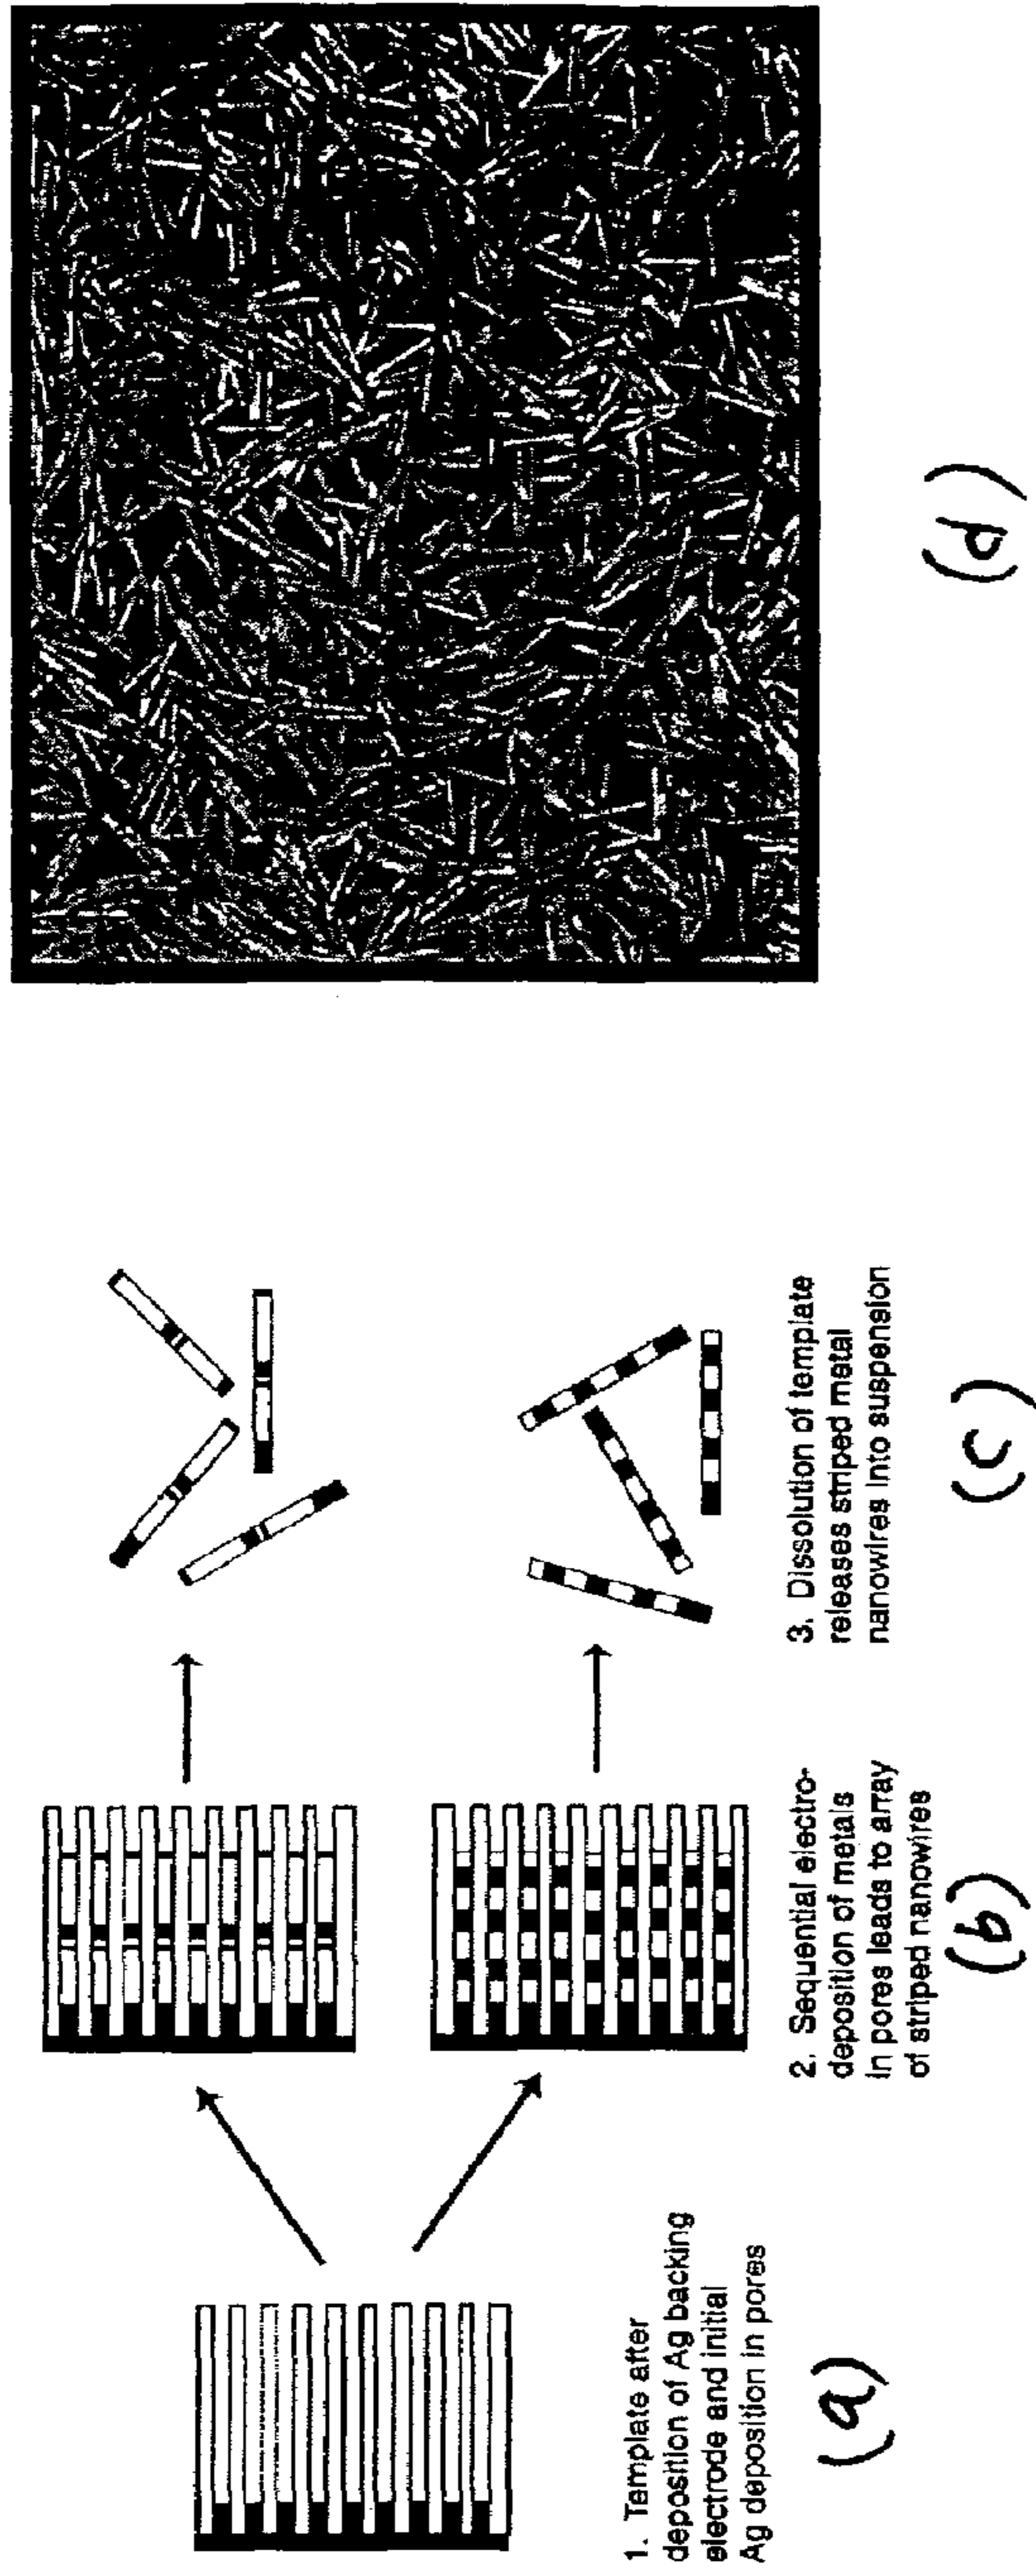 1. Template after
deposition of Ag backing
electrode and initial
Ag deposition in pores
(a)
2. Sequential electro-
deposition of metals
in pores leads to array
of striped nanowires
(b)
3. Dissolution of template
releases striped metal
nanowires into suspension
(c)
(d)